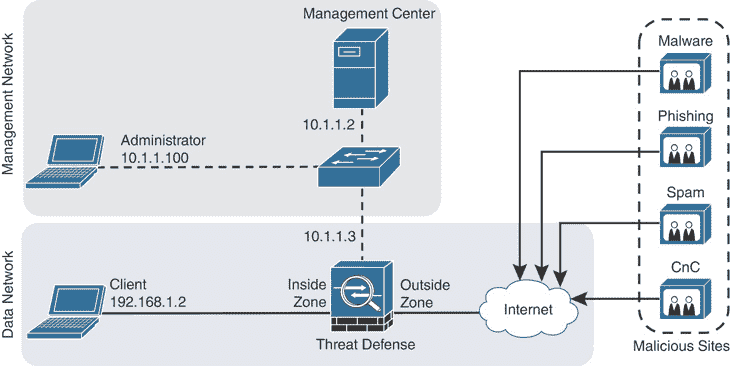 Management Network
Management Center
10.1.1.2
Administrator
10.1.1.100
10.1.1.3
Data Network
Client
192.168.1.2
Inside
Zone
Outside
Zone
Threat Defense
Internet
Malware
Phishing
Spam
CnC
Malicious Sites